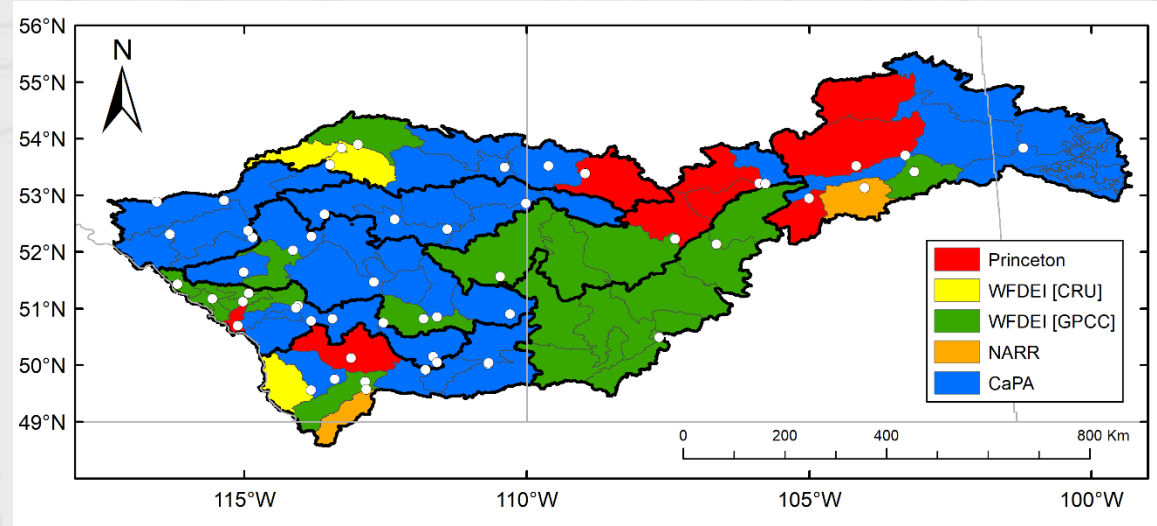 56°N
55°N
54°N
53°N
52°N
51°N
50°N
49°N
N
Princeton
WFDEI [CRU]
WFDEI [GPCC]
NARR
CaPA
0 200 400 800 Km
115°W 110°W 105°W 100°W